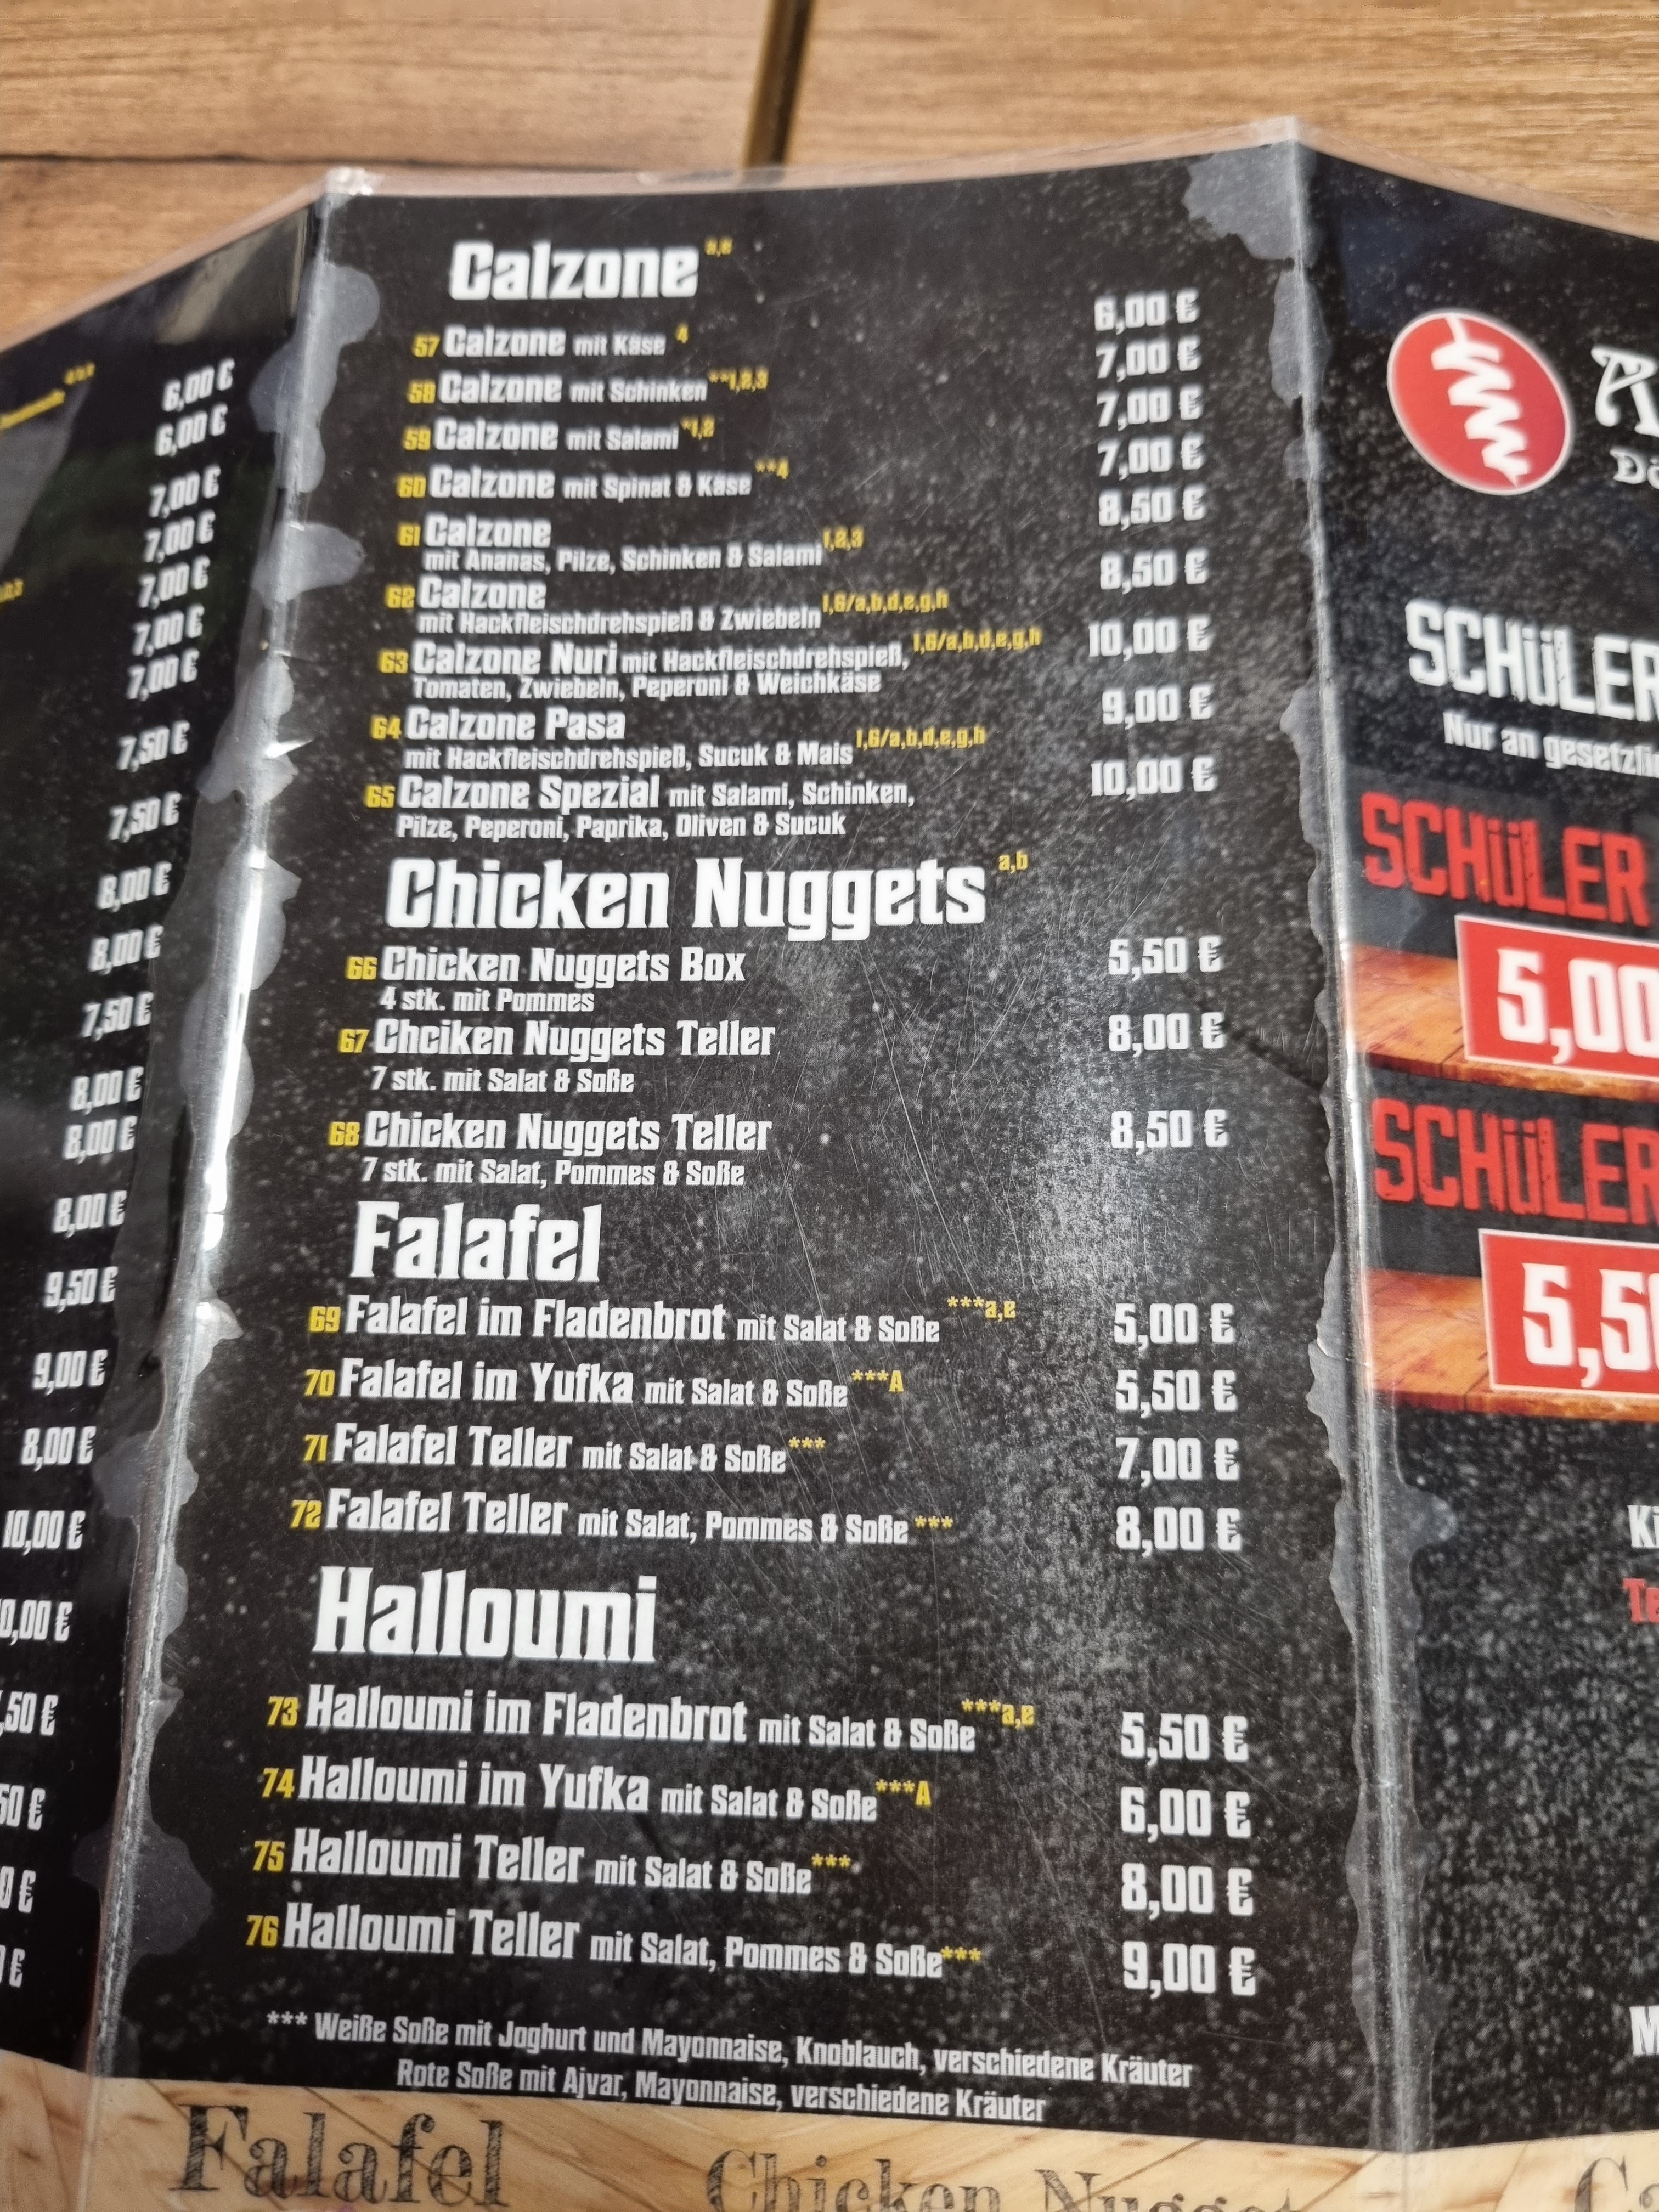 Calzone a,e
57 Calzone mit Käse 4 6,00 €
58 Calzone mit Schinken **1,2,3 7,00 €
59 Calzone mit Salami *1,2 7,00 €
60 Calzone mit Spinat & Käse **4 7,00 €
61 Calzone 8,50 €
mit Ananas, Pilze, Schinken & Salami 1,2,3
62 Calzone 8,50 €
mit Hackfleischdrehspieß & Zwiebeln 1,6/a,b,d,e,g,h
63 Calzone Nuri mit Hackfleischdrehspieß, 1,6/a,b,d,e,g,h 10,00 €
Tomaten, Zwiebeln, Peperoni & Weichkäse
64 Calzone Pasa 9,00 €
mit Hackfleischdrehspieß, Sucuk & Mais 1,6/a,b,d,e,g,h
65 Calzone Spezial mit Salami, Schinken, 10,00 €
Pilze, Peperoni, Paprika, Oliven & Sucuk
Chicken Nuggets a,b
66 Chicken Nuggets Box 5,50 €
4 stk. mit Pommes
67 Chciken Nuggets Teller 8,00 €
7 stk. mit Salat & Soße
68 Chicken Nuggets Teller 8,50 €
7 stk. mit Salat, Pommes & Soße
Falafel
69 Falafel im Fladenbrot mit Salat & Soße ***a,e 5,00 €
70 Falafel im Yufka mit Salat & Soße ***A 5,50 €
71 Falafel Teller mit Salat & Soße *** 7,00 €
72 Falafel Teller mit Salat, Pommes & Soße *** 8,00 €
Halloumi
73 Halloumi im Fladenbrot mit Salat & Soße ***a,e 5,50 €
74 Halloumi im Yufka mit Salat & Soße ***A 6,00 €
75 Halloumi Teller mit Salat & Soße *** 8,00 €
76 Halloumi Teller mit Salat, Pommes & Soße *** 9,00 €
*** Weiße Soße mit Joghurt und Mayonnaise, Knoblauch, verschiedene Kräuter
Rote Soße mit Ajvar, Mayonnaise, verschiedene Kräuter
Falafel
Chicken Nugget
6,00 €
6,00 €
7,00 €
7,00 €
7,00 €
7,00 €
7,00 €
7,50 €
7,50 €
8,00 €
8,00 €
7,50 €
8,00 €
8,00 €
8,00 €
9,50 €
9,00 €
8,00 €
10,00 €
0,00 €
,50 €
50 €
0 €
€
SCHÜLER
Nur an gesetzli
SCHÜLER
5,00
SCHÜLER
5,50